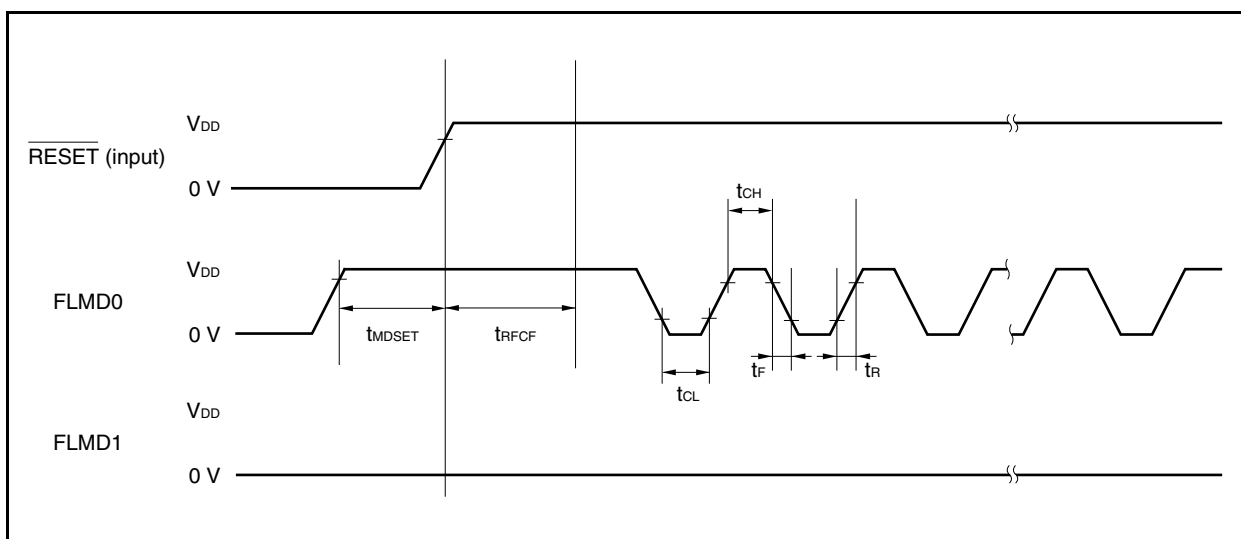 VDD
RESET (input)
0 V
tCH
VDD
FLMD0
0 V
tMDSET
tRFCF
tF
tR
tCL
VDD
FLMD1
0 V